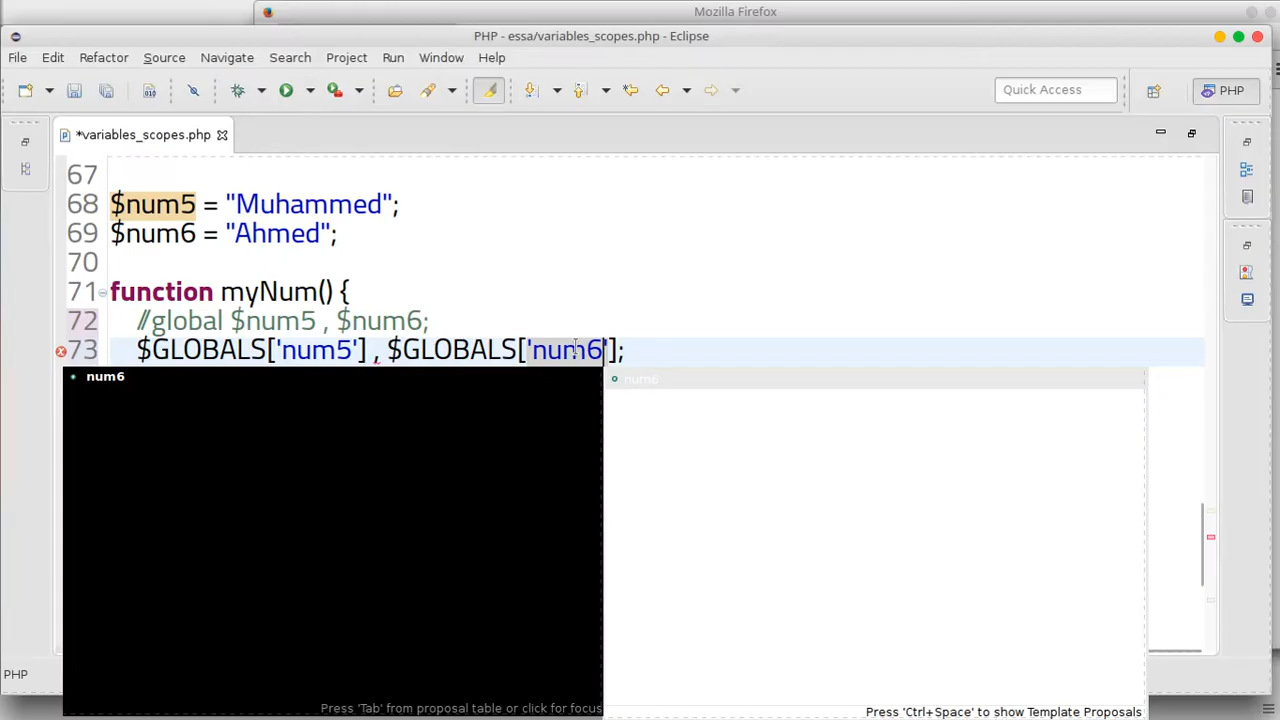 Mozilla Firefox
PHP - essa/variables_scopes.php - Eclipse
File Edit Refactor Source Navigate Search Project Run Window Help
Quick Access
PHP
*variables_scopes.php
67
68 $num5 = "Muhammed";
69 $num6 = "Ahmed";
70
71 function myNum() {
72 //global $num5 , $num6;
73 $GLOBALS['num5'] , $GLOBALS['num6'];
num6
num6
Press 'Tab' from proposal table or click for focus
Press 'Ctrl+Space' to show Template Proposals
PHP